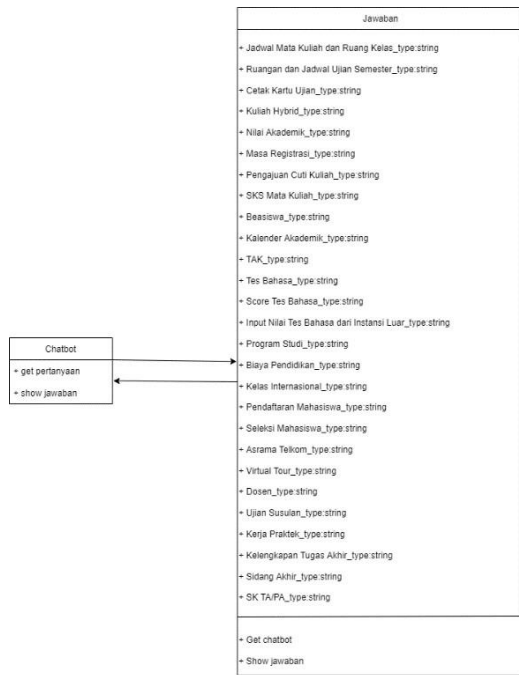 Jawaban
+ Jadwal Mata Kuliah dan Ruang Kelas_type:string
+ Ruangan dan Jadwal Ujian Semester_type:string
+ Cetak Kartu Ujian_type:string
+ Kuliah Hybrid_type:string
+ Nilai Akademik_type:string
+ Masa Registrasi_type:string
+ Pengajuan Cuti Kuliah_type:string
+ SKS Mata Kuliah_type:string
+ Beasiswa_type:string
+ Kalender Akademik_type:string
+ TAK_type:string
+ Tes Bahasa_type:string
+ Score Tes Bahasa_type:string
+ Input Nilai Tes Bahasa dari Instansi Luar_type:string
+ Program Studi_type:string
+ Biaya Pendidikan_type:string
+ Kelas Internasional_type:string
+ Pendaftaran Mahasiswa_type:string
+ Seleksi Mahasiswa_type:string
+ Asrama Telkom_type:string
+ Virtual Tour_type:string
+ Dosen_type:string
+ Ujian Susulan_type:string
+ Kerja Praktek_type:string
+ Kelengkapan Tugas Akhir_type:string
+ Sidang Akhir_type:string
+ SK TA/PA_type:string
+ Get chatbot
+ Show jawaban
Chatbot
+ get pertanyaan
+ show jawaban